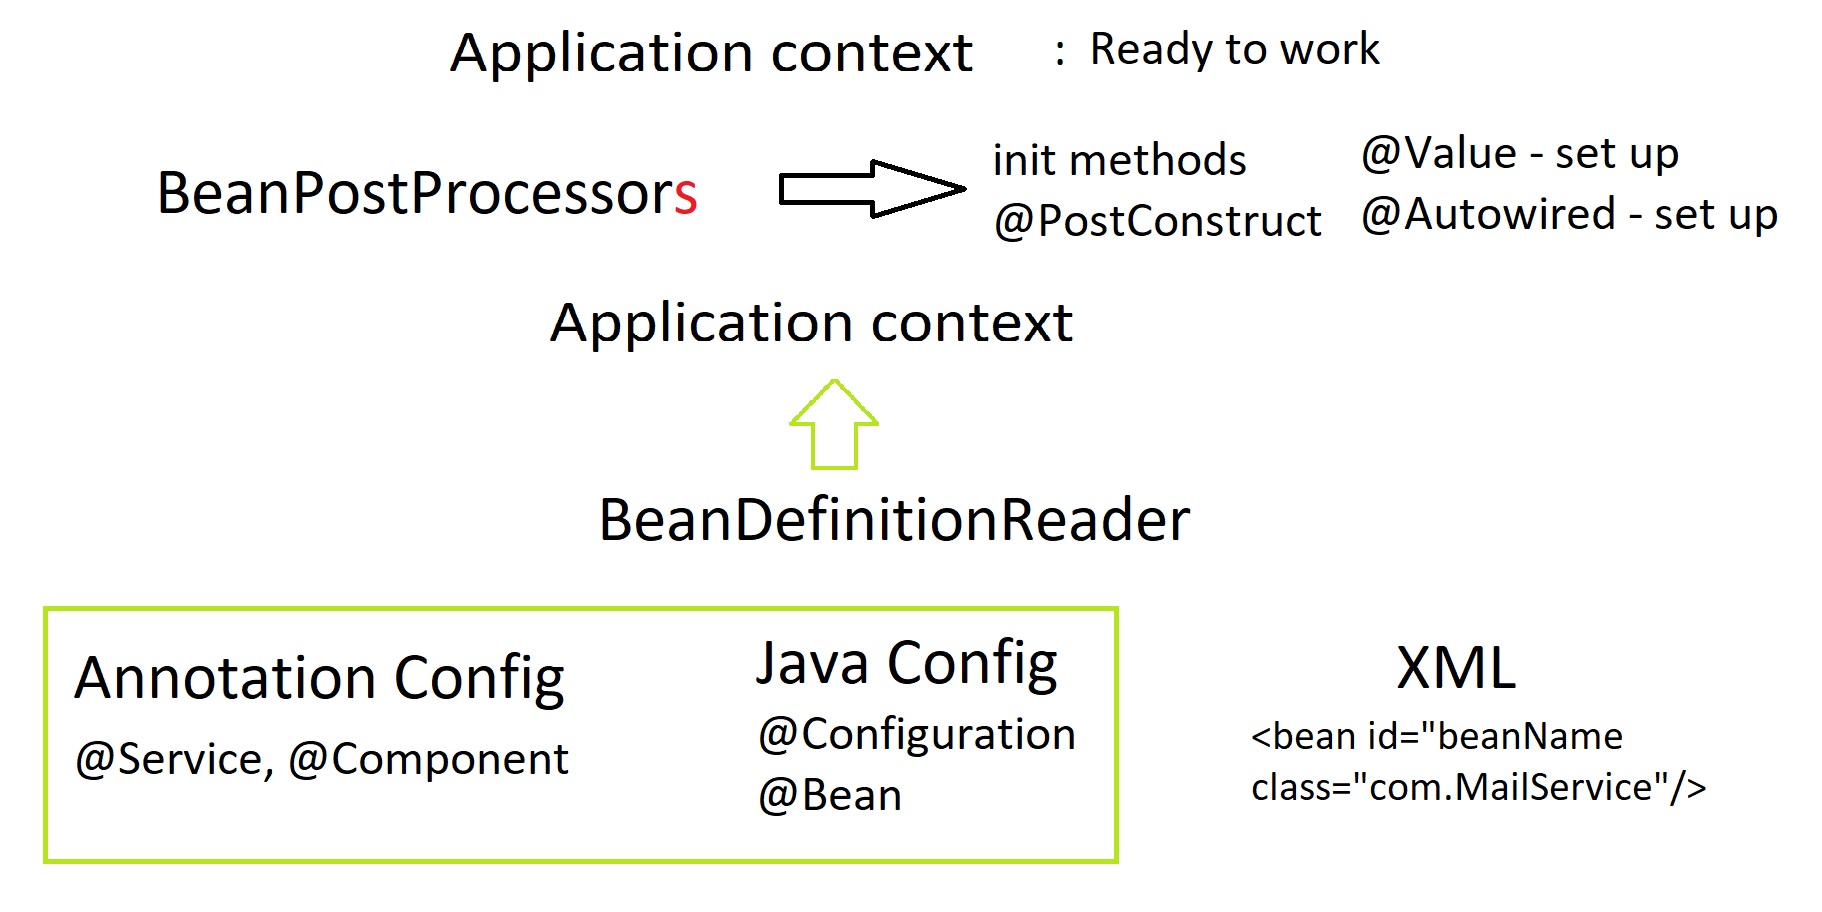 Application context : Ready to work
BeanPostProcessors
init methods
@PostConstruct
@Value - set up
@Autowired - set up
Application context
BeanDefinitionReader
Annotation Config
@Service, @Component
Java Config
@Configuration
@Bean
XML
<bean id="beanName
class="com.MailService"/>